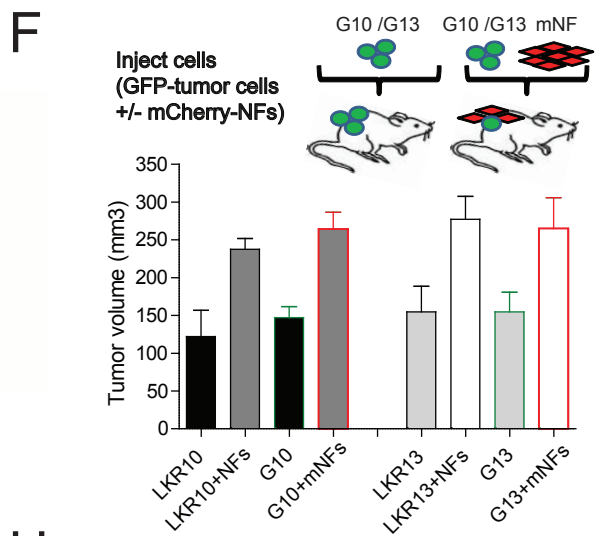 F
G10 /G13
G10 /G13 mNF
Inject cells
(GFP-tumor cells
+/- mCherry-NFs)
Tumor volume (mm3)
350
300
250
200
150
100
50
0
LKR10
LKR10+NFs
G10
G10+mNFs
LKR13
LKR13+NFs
G13
G13+mNFs